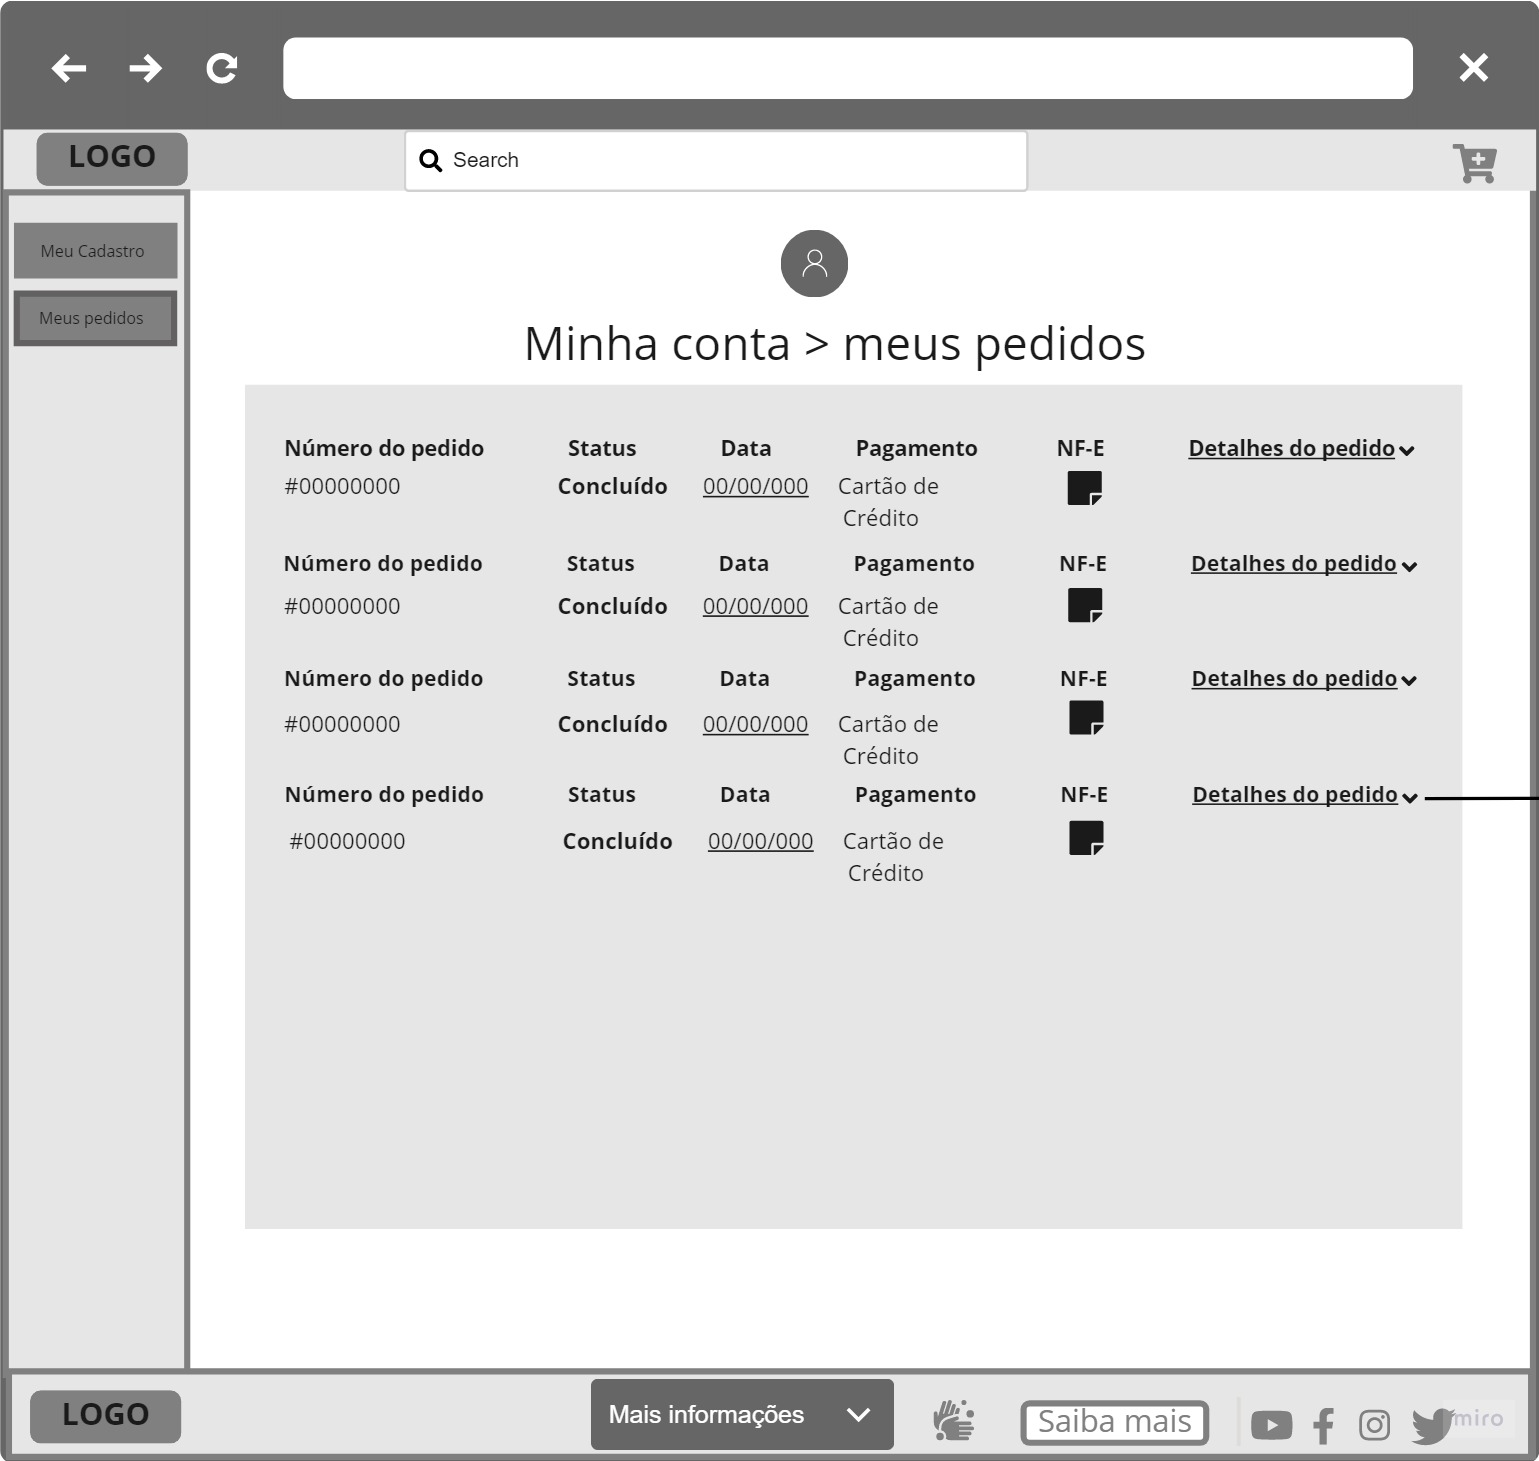 LOGO
Search
Meu Cadastro
Meus pedidos
Minha conta > meus pedidos
Número do pedido Status Data Pagamento NF-E Detalhes do pedido
#00000000 Concluído 00/00/000 Cartão de
Crédito
Número do pedido Status Data Pagamento NF-E Detalhes do pedido
#00000000 Concluído 00/00/000 Cartão de
Crédito
Número do pedido Status Data Pagamento NF-E Detalhes do pedido
#00000000 Concluído 00/00/000 Cartão de
Crédito
Número do pedido Status Data Pagamento NF-E Detalhes do pedido
#00000000 Concluído 00/00/000 Cartão de
Crédito
LOGO
Mais informações
Saiba mais
miro